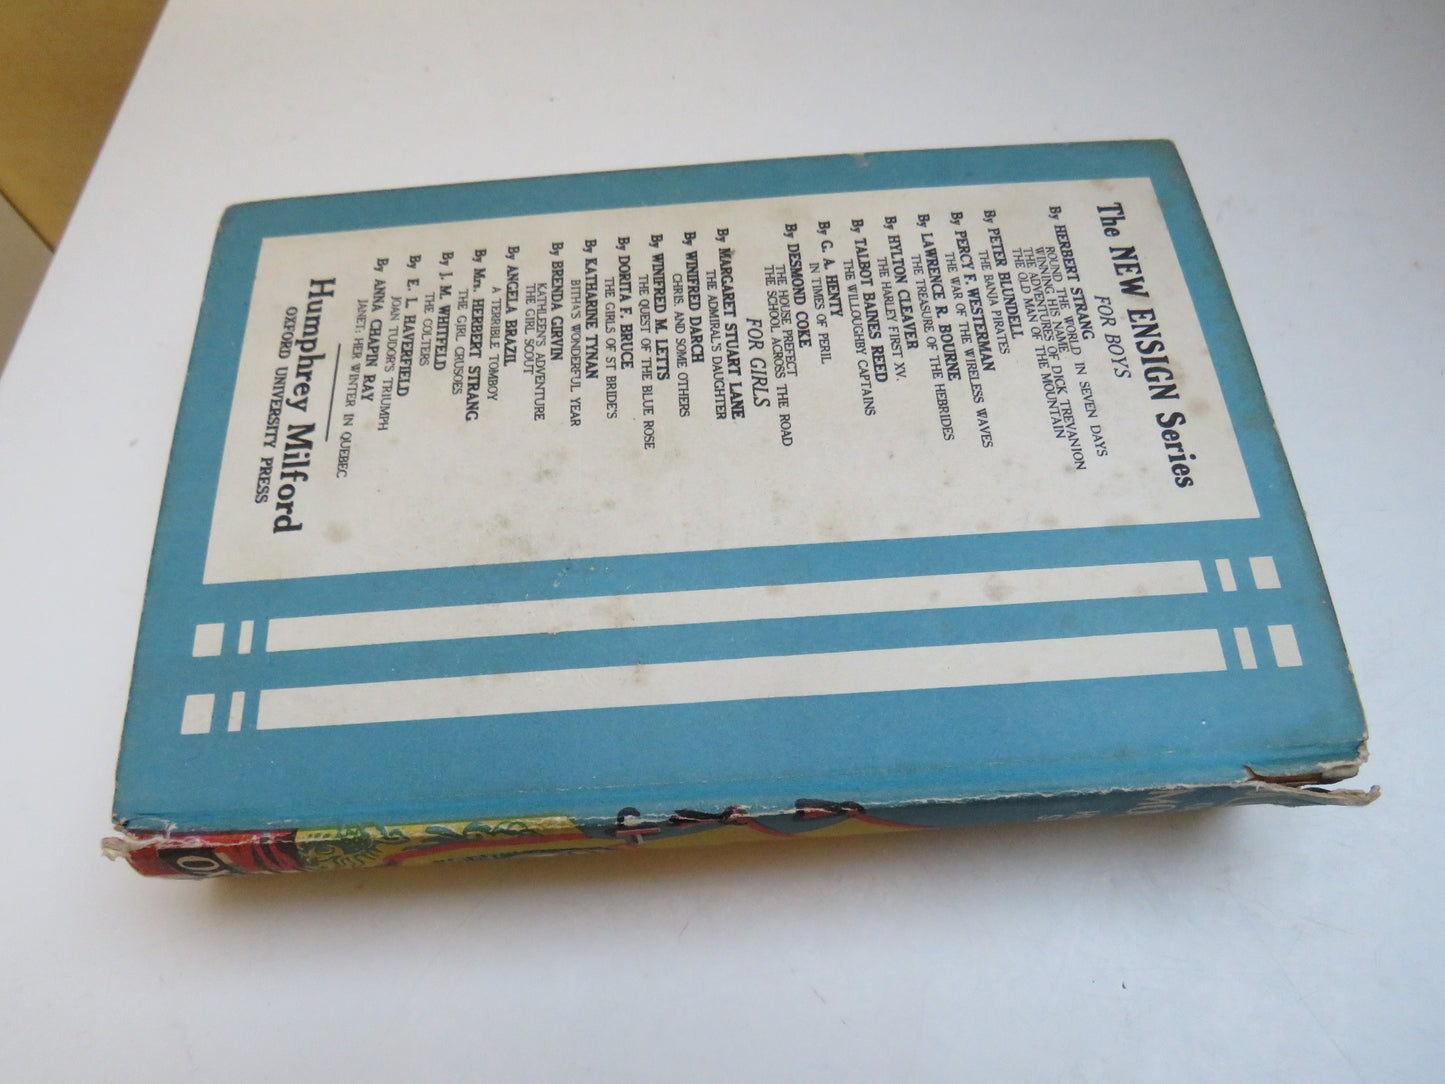 The NEW ENSIGN Series
FOR BOYS
By HERBERT STRANG
ROUND THE WORLD IN SEVEN DAYS
WINNING HIS NAME
THE ADVENTURES OF DICK TREVANION
THE OLD MAN OF THE MOUNTAIN
By PETER BLUNDELL
THE BANJA PIRATES
By PERCY F. WESTERMAN
THE WAR OF THE WIRELESS WAVES
By LAWRENCE R. BOURNE
THE TREASURE OF THE HEBRIDES
By HYLTON CLEAVER
THE HARLEY FIRST XV.
By TALBOT BAINES REED
THE WILLOUGHBY CAPTAINS
By G. A. HENTY
IN TIMES OF PERIL
By DESMOND COKE
THE HOUSE PREFECT
THE SCHOOL ACROSS THE ROAD
FOR GIRLS
By MARGARET STUART LANE
THE ADMIRAL'S DAUGHTER
By WINIFRED DARCH
CHRIS. AND SOME OTHERS
By WINIFRED M. LETTS
THE QUEST OF THE BLUE ROSE
By DORITA F. BRUCE
THE GIRLS OF ST BRIDE'S
By KATHARINE TYNAN
BITHA'S WONDERFUL YEAR
By BRENDA GIRVIN
KATHLEEN'S ADVENTURE
THE GIRL SCOUT
By ANGELA BRAZIL
A TERRIBLE TOMBOY
By Mrs. HERBERT STRANG
THE GIRL CRUSOES
By J. M. WHITFELD
THE COLTERS
By E. L. HAVERFIELD
JOAN TUDOR'S TRIUMPH
By ANNA CHAPIN RAY
JANET: HER WINTER IN QUEBEC
Humphrey Milford
OXFORD UNIVERSITY PRESS